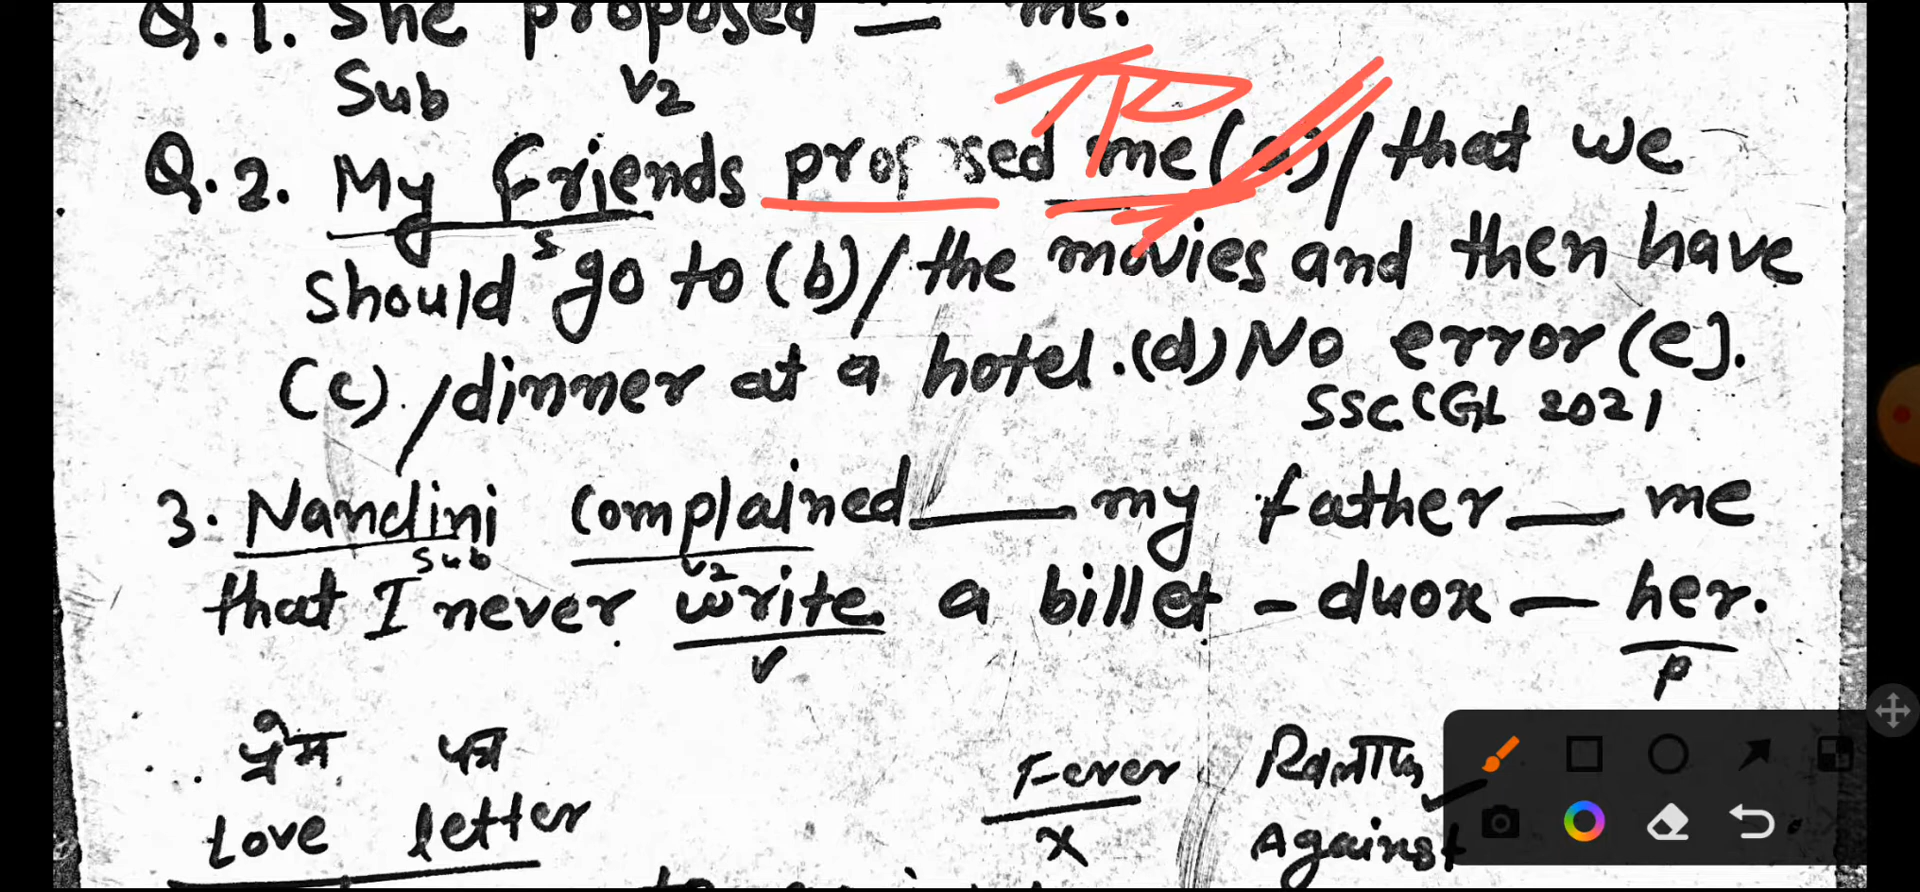 Q.1. She proposed — me.
Sub V2
TP
Q.2. My friends proposed me (a)/ that we
S
should go to (b)/ the movies and then have
(c)./dinner at a hotel.(d) No error (e).
SSC CGL 2021
3. Nandini complained — my father — me
Sub V2
that I never write a billet - duox — her.
V P
प्रेम पत्र
Love letter
Fever
x
Against